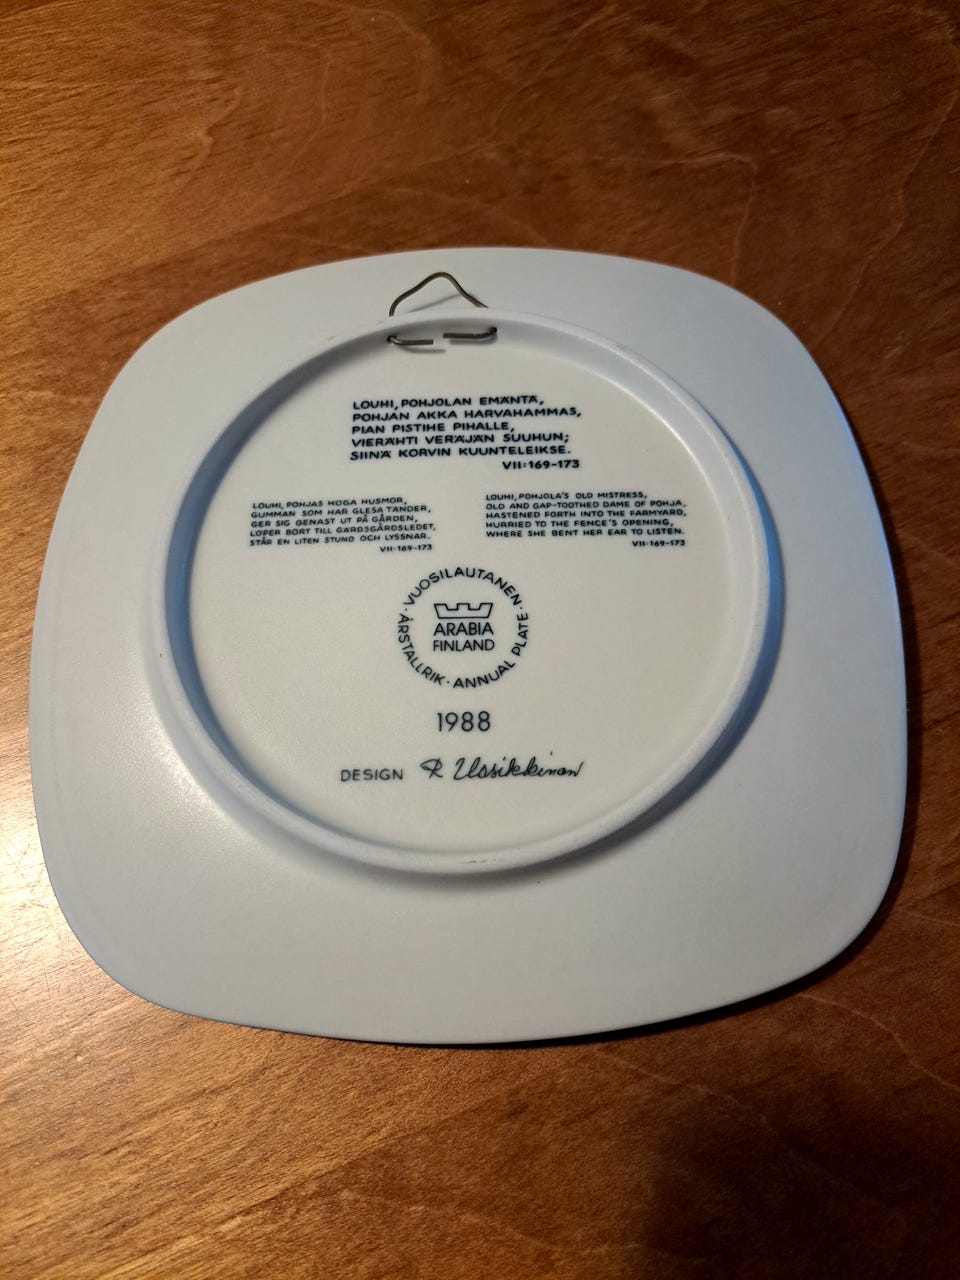 LOUHI, POHJOLAN EMÄNTÄ,
POHJAN AKKA HARVAHAMMAS,
PIAN PISTIHE PIHALLE,
VIERÄHTI VERÄJÄN SUUHUN;
SIINÄ KORVIN KUUNTELEIKSE.
VII:169-173
LOUHI, POHJAS HÖGA HUSMOR,
GUMMAN SOM HAR GLESA TÄNDER,
GER SIG GENAST UT PÅ GÅRDEN,
LÖPER BORT TILL GÄRDSGÅRDSLEDET,
STÅR EN LITEN STUND OCH LYSSNAR.
VII:169-173
LOUHI, POHJOLA'S OLD MISTRESS,
OLD AND GAP-TOOTHED DAME OF POHJA,
HASTENED FORTH INTO THE FARMYARD,
HURRIED TO THE FENCE'S OPENING,
WHERE SHE BENT HER EAR TO LISTEN.
VII:169-173
· VUOSILAUTANEN · ANNUAL PLATE · ÅRSTALLRIK
ARABIA
FINLAND
1988
DESIGN R Uosikkinen